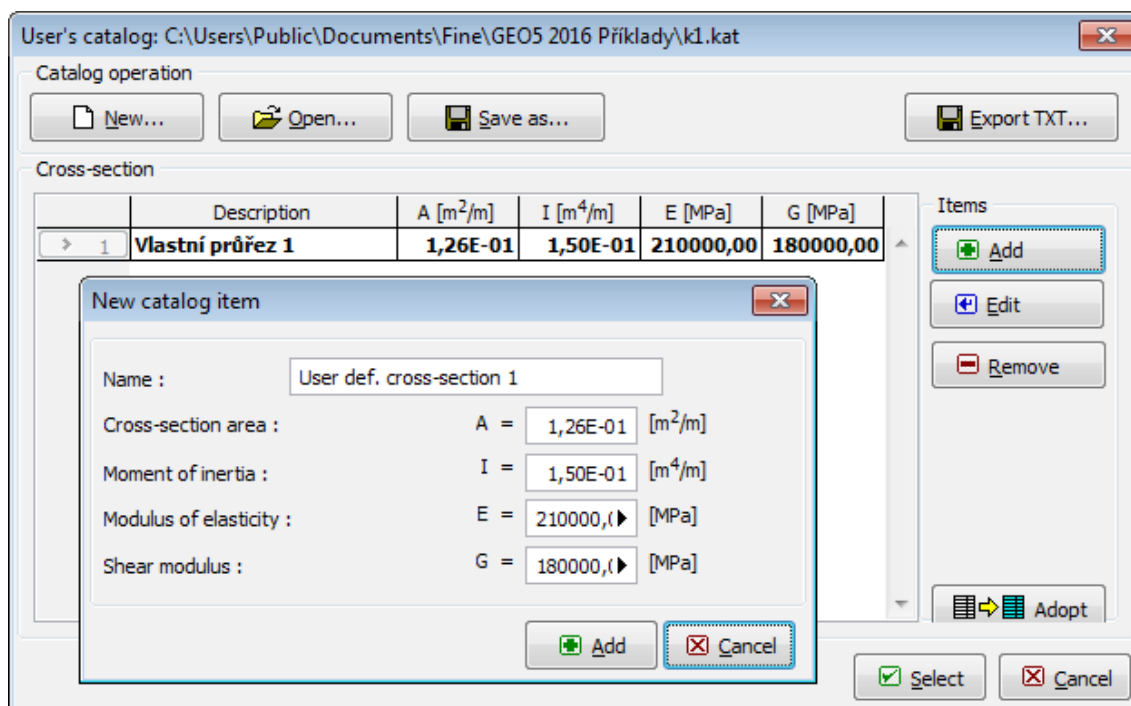 User's catalog: C:\Users\Public\Documents\Fine\GEO5 2016 Příklady\k1.kat
Catalog operation
New...
Open...
Save as...
Export TXT...
Cross-section
Description A [m²/m] I [m⁴/m] E [MPa] G [MPa]
1 Vlastní průřez 1 1,26E-01 1,50E-01 210000,00 180000,00
Items
Add
Edit
Remove
Adopt
New catalog item
Name : User def. cross-section 1
Cross-section area : A = 1,26E-01 [m²/m]
Moment of inertia : I = 1,50E-01 [m⁴/m]
Modulus of elasticity : E = 210000,( [MPa]
Shear modulus : G = 180000,( [MPa]
Add
Cancel
Select
Cancel